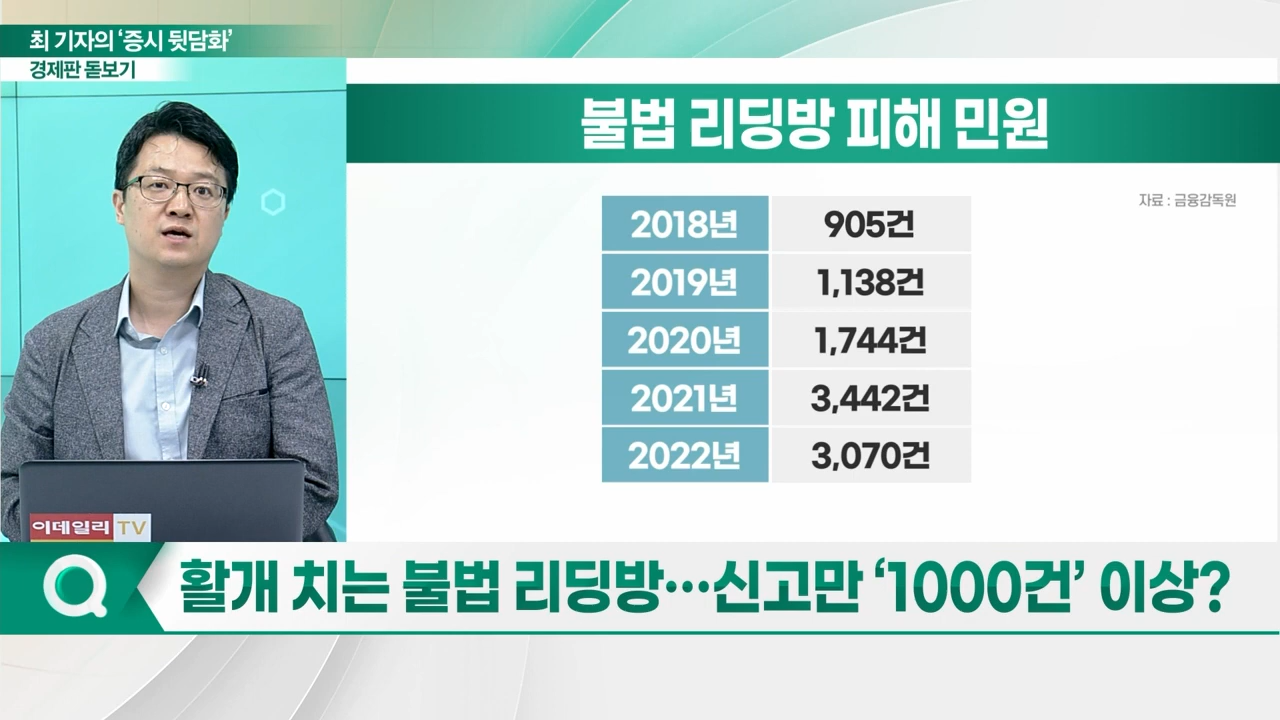 최 기자의 ‘증시 뒷담화’
경제판 돋보기
불법 리딩방 피해 민원
자료 : 금융감독원
2018년 905건
2019년 1,138건
2020년 1,744건
2021년 3,442건
2022년 3,070건
이데일리 TV
활개 치는 불법 리딩방…신고만 ‘1000건’ 이상?